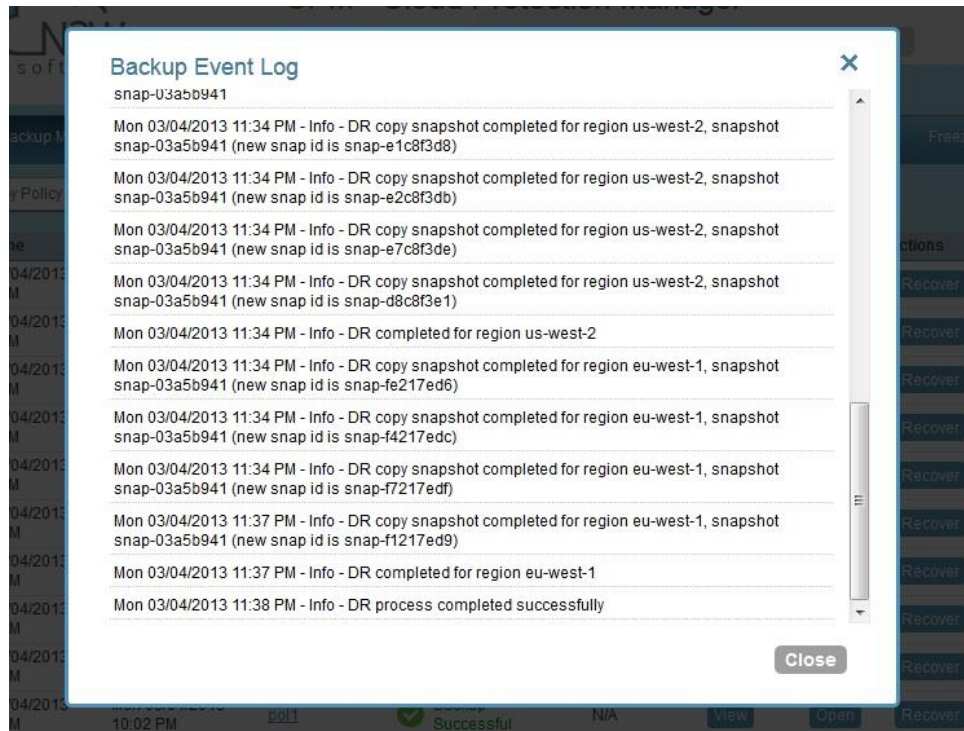 Backup Event Log
snap-03a5b941
Mon 03/04/2013 11:34 PM - Info - DR copy snapshot completed for region us-west-2, snapshot
snap-03a5b941 (new snap id is snap-e1c8f3d8)
Mon 03/04/2013 11:34 PM - Info - DR copy snapshot completed for region us-west-2, snapshot
snap-03a5b941 (new snap id is snap-e2c8f3db)
Mon 03/04/2013 11:34 PM - Info - DR copy snapshot completed for region us-west-2, snapshot
snap-03a5b941 (new snap id is snap-e7c8f3de)
Mon 03/04/2013 11:34 PM - Info - DR copy snapshot completed for region us-west-2, snapshot
snap-03a5b941 (new snap id is snap-d8c8f3e1)
Mon 03/04/2013 11:34 PM - Info - DR completed for region us-west-2
Mon 03/04/2013 11:34 PM - Info - DR copy snapshot completed for region eu-west-1, snapshot
snap-03a5b941 (new snap id is snap-fe217ed6)
Mon 03/04/2013 11:34 PM - Info - DR copy snapshot completed for region eu-west-1, snapshot
snap-03a5b941 (new snap id is snap-f4217edc)
Mon 03/04/2013 11:34 PM - Info - DR copy snapshot completed for region eu-west-1, snapshot
snap-03a5b941 (new snap id is snap-f7217edf)
Mon 03/04/2013 11:37 PM - Info - DR copy snapshot completed for region eu-west-1, snapshot
snap-03a5b941 (new snap id is snap-f1217ed9)
Mon 03/04/2013 11:37 PM - Info - DR completed for region eu-west-1
Mon 03/04/2013 11:38 PM - Info - DR process completed successfully
Close
Policy
Recover
Recover
Recover
Recover
Recover
Recover
Recover
Recover
Recover
10:02 PM pol1 Successful N/A View Open Recover